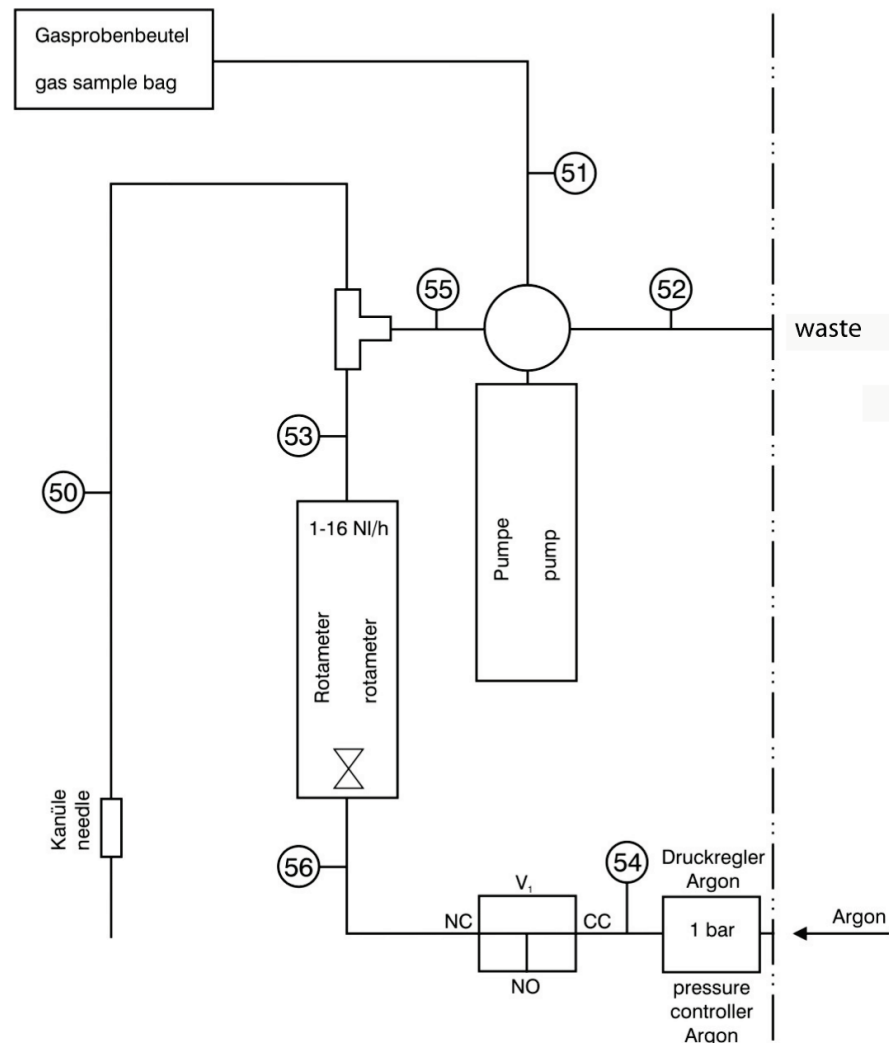 Gasprobenbeutel
gas sample bag
51
55
52
waste
53
50
1-16 Nl/h
Rotameter
rotameter
Pumpe
pump
Kanüle
needle
56
54
Druckregler
Argon
V₁
NC
CC
1 bar
Argon
NO
pressure
controller
Argon